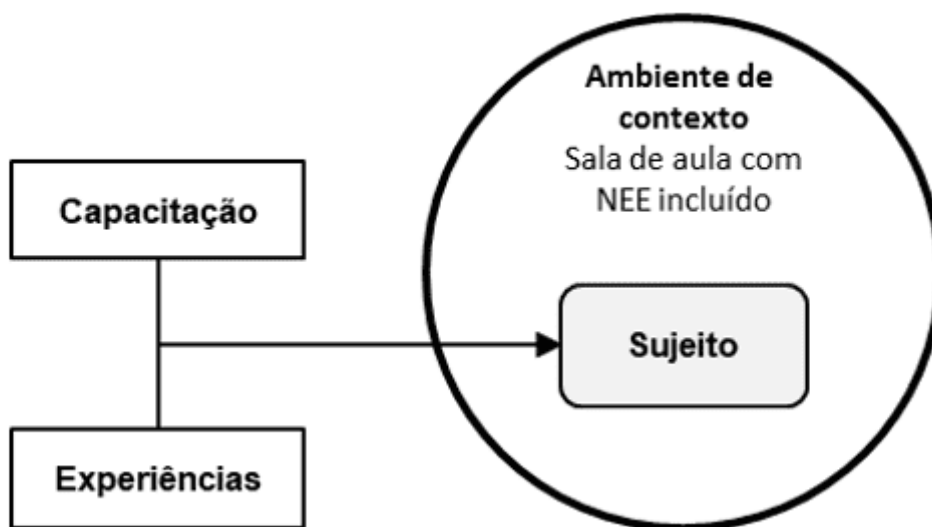 Ambiente de
contexto
Sala de aula com
NEE incluído
Capacitação
Sujeito
Experiências